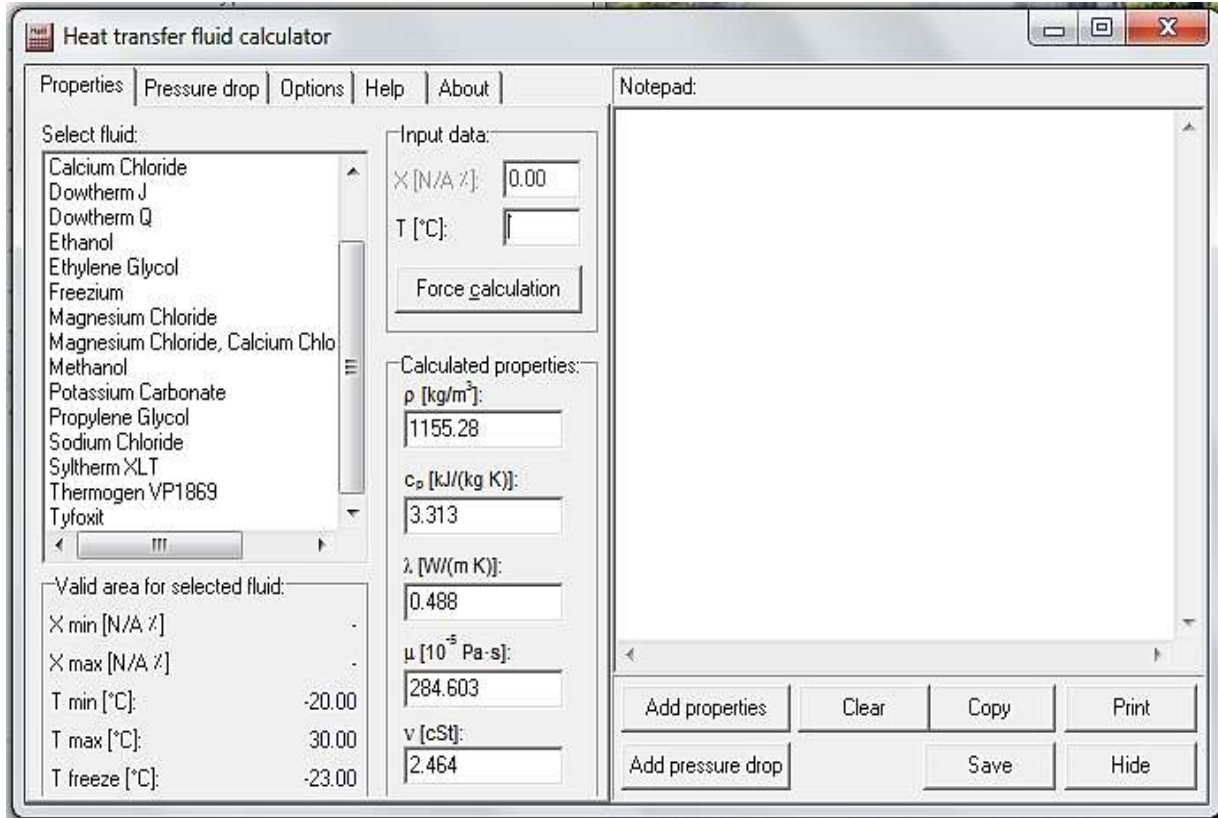 Heat transfer fluid calculator
Properties Pressure drop Options Help About
Notepad:
Select fluid:
Calcium Chloride
Dowtherm J
Dowtherm Q
Ethanol
Ethylene Glycol
Freezium
Magnesium Chloride
Magnesium Chloride, Calcium Chlo
Methanol
Potassium Carbonate
Propylene Glycol
Sodium Chloride
Syltherm XLT
Thermogen VP1869
Tyfoxit
Valid area for selected fluid:
X min [N/A %] -
X max [N/A %] -
T min [°C]: -20.00
T max [°C]: 30.00
T freeze [°C]: -23.00
Input data:
X [N/A %]: 0.00
T [°C]:
Force calculation
Calculated properties:
ρ [kg/m³]:
1155.28
cₚ [kJ/(kg K)]:
3.313
λ [W/(m K)]:
0.488
μ [10⁻⁵ Pa·s]:
284.603
ν [cSt]:
2.464
Add properties Clear Copy Print
Add pressure drop Save Hide